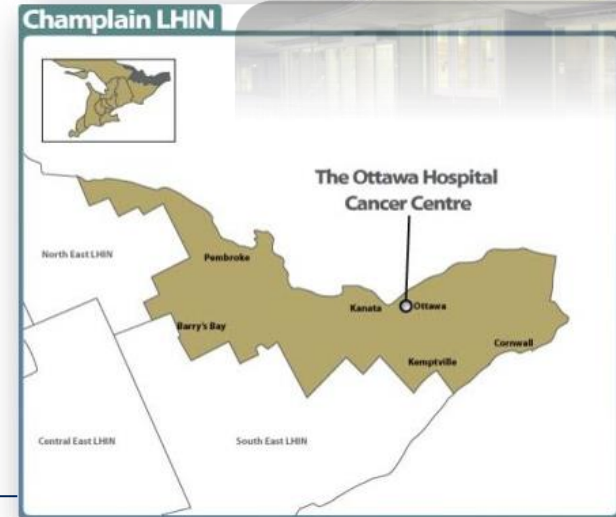 Champlain LHIN
The Ottawa Hospital
Cancer Centre
North East LHIN
Pembroke
Kanata
Ottawa
Barry's Bay
Cornwall
Kemptville
Central East LHIN
South East LHIN